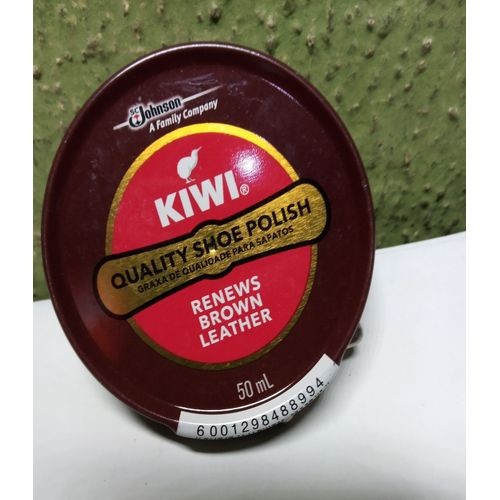 SC Johnson
A Family Company
KIWI®
QUALITY SHOE POLISH
GRAXA DE QUALIDADE PARA SAPATOS
RENEWS
BROWN
LEATHER
50 mL
6001298488994